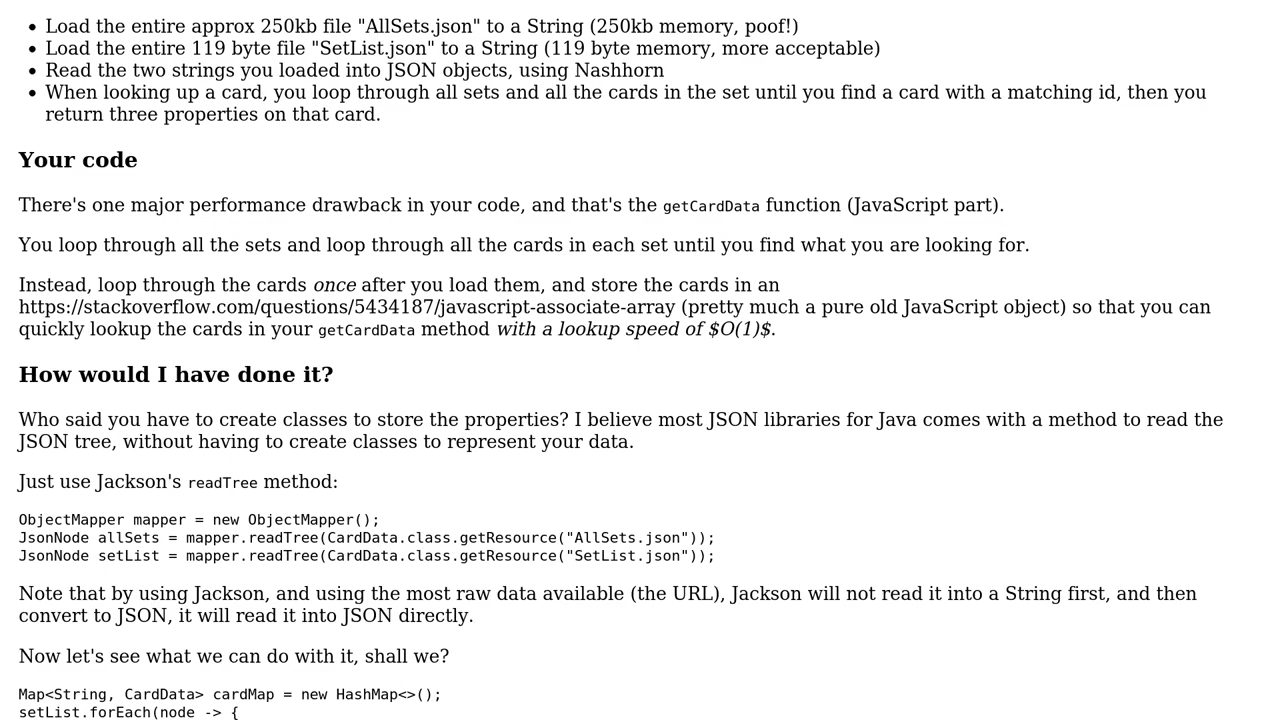 Load the entire approx 250kb file "AllSets.json" to a String (250kb memory, poof!)
Load the entire 119 byte file "SetList.json" to a String (119 byte memory, more acceptable)
Read the two strings you loaded into JSON objects, using Nashhorn
When looking up a card, you loop through all sets and all the cards in the set until you find a card with a matching id, then you
return three properties on that card.
Your code
There's one major performance drawback in your code, and that's the getCardData function (JavaScript part).
You loop through all the sets and loop through all the cards in each set until you find what you are looking for.
Instead, loop through the cards once after you load them, and store the cards in an
https://stackoverflow.com/questions/5434187/javascript-associate-array (pretty much a pure old JavaScript object) so that you can
quickly lookup the cards in your getCardData method with a lookup speed of $O(1)$.
How would I have done it?
Who said you have to create classes to store the properties? I believe most JSON libraries for Java comes with a method to read the
JSON tree, without having to create classes to represent your data.
Just use Jackson's readTree method:
ObjectMapper mapper = new ObjectMapper();
JsonNode allSets = mapper.readTree(CardData.class.getResource("AllSets.json"));
JsonNode setList = mapper.readTree(CardData.class.getResource("SetList.json"));
Note that by using Jackson, and using the most raw data available (the URL), Jackson will not read it into a String first, and then
convert to JSON, it will read it into JSON directly.
Now let's see what we can do with it, shall we?
Map<String, CardData> cardMap = new HashMap<>();
setList.forEach(node -> {